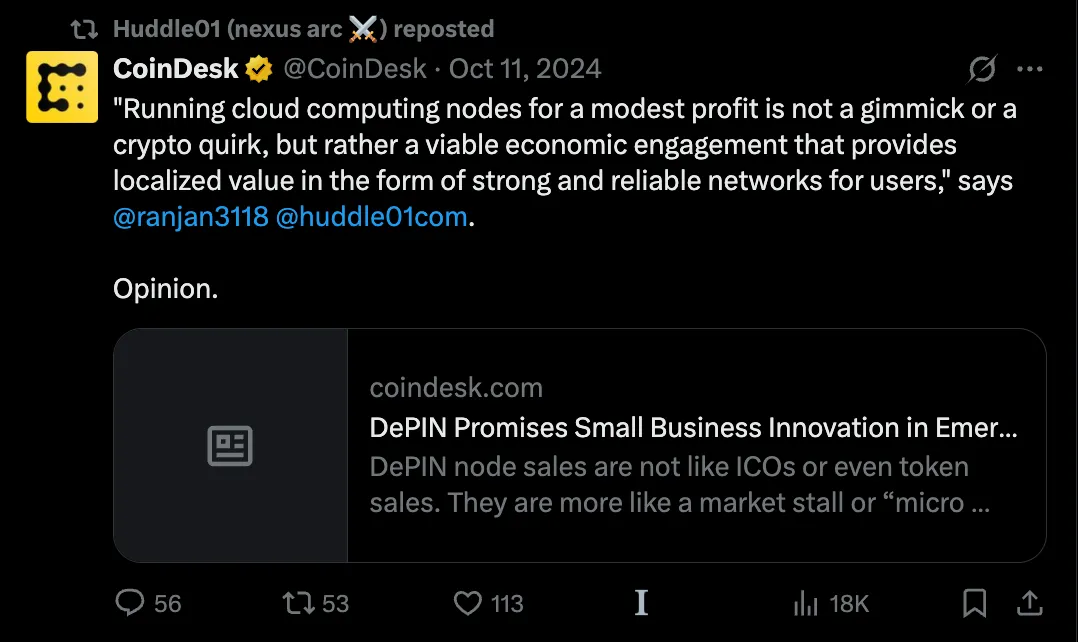 Huddle01 (nexus arc ⚔️) reposted
CoinDesk @CoinDesk · Oct 11, 2024
"Running cloud computing nodes for a modest profit is not a gimmick or a
crypto quirk, but rather a viable economic engagement that provides
localized value in the form of strong and reliable networks for users," says
@ranjan3118 @huddle01com.
Opinion.
coindesk.com
DePIN Promises Small Business Innovation in Emer...
DePIN node sales are not like ICOs or even token
sales. They are more like a market stall or “micro ...
56 53 113 I 18K